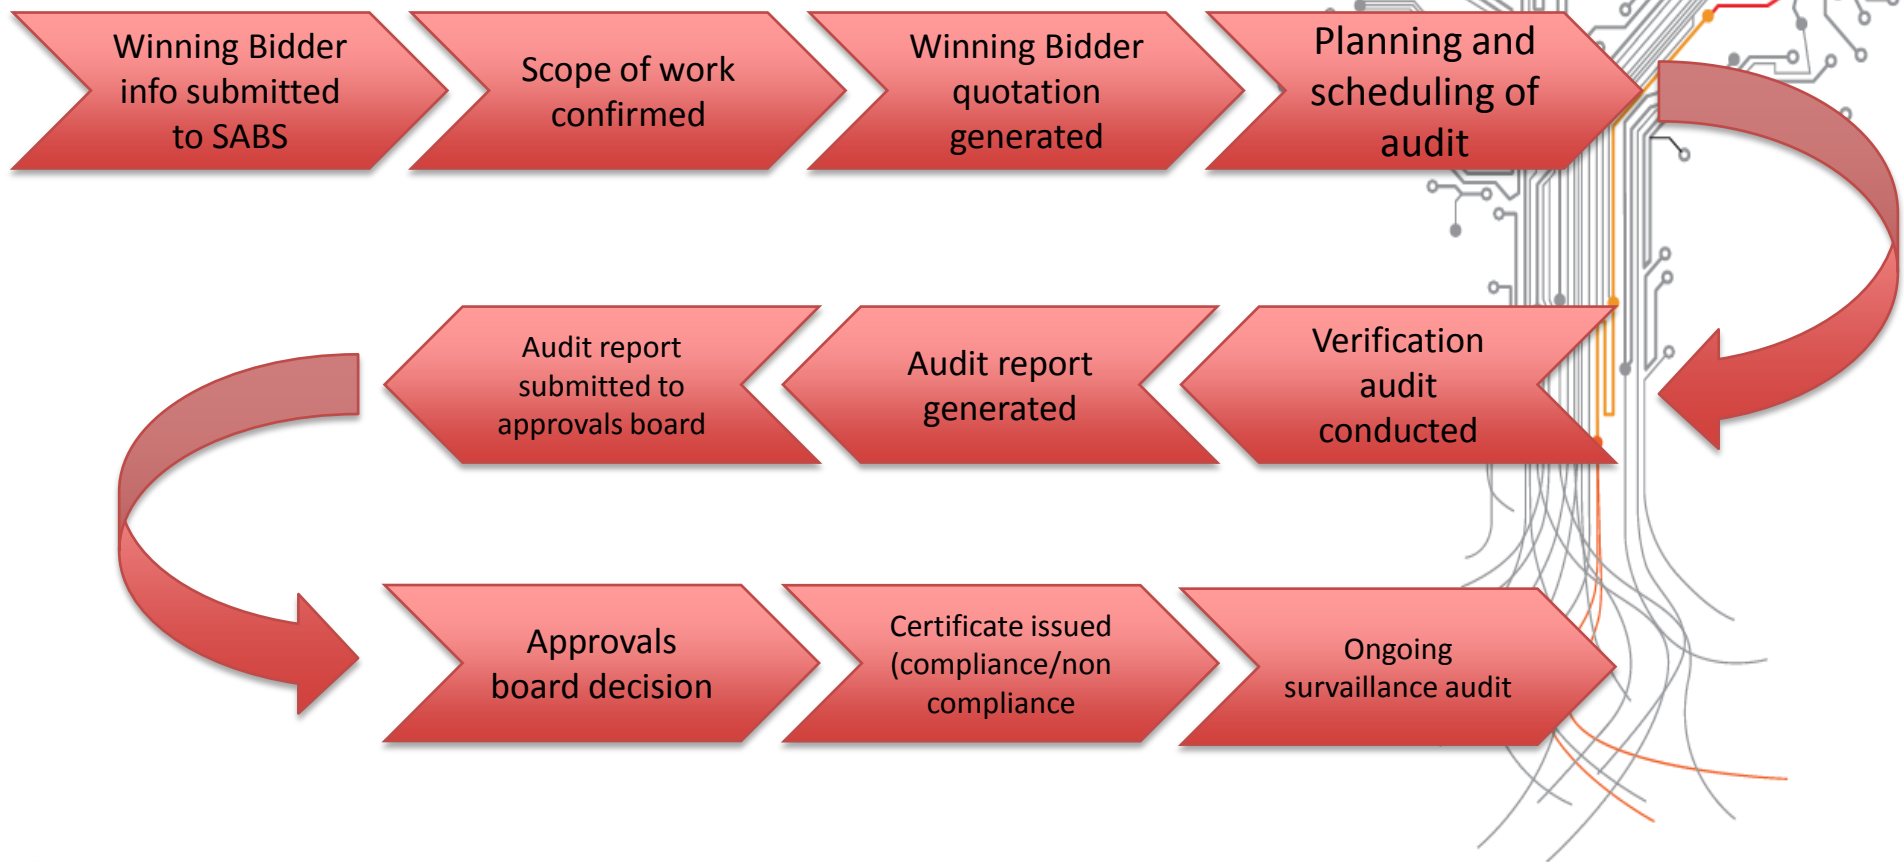 Winning Bidder
info submitted
to SABS
Scope of work
confirmed
Winning Bidder
quotation
generated
Planning and
scheduling of
audit
Verification
audit
conducted
Audit report
generated
Audit report
submitted to
approvals board
Approvals
board decision
Certificate issued
(compliance/non
compliance
Ongoing
survaillance audit